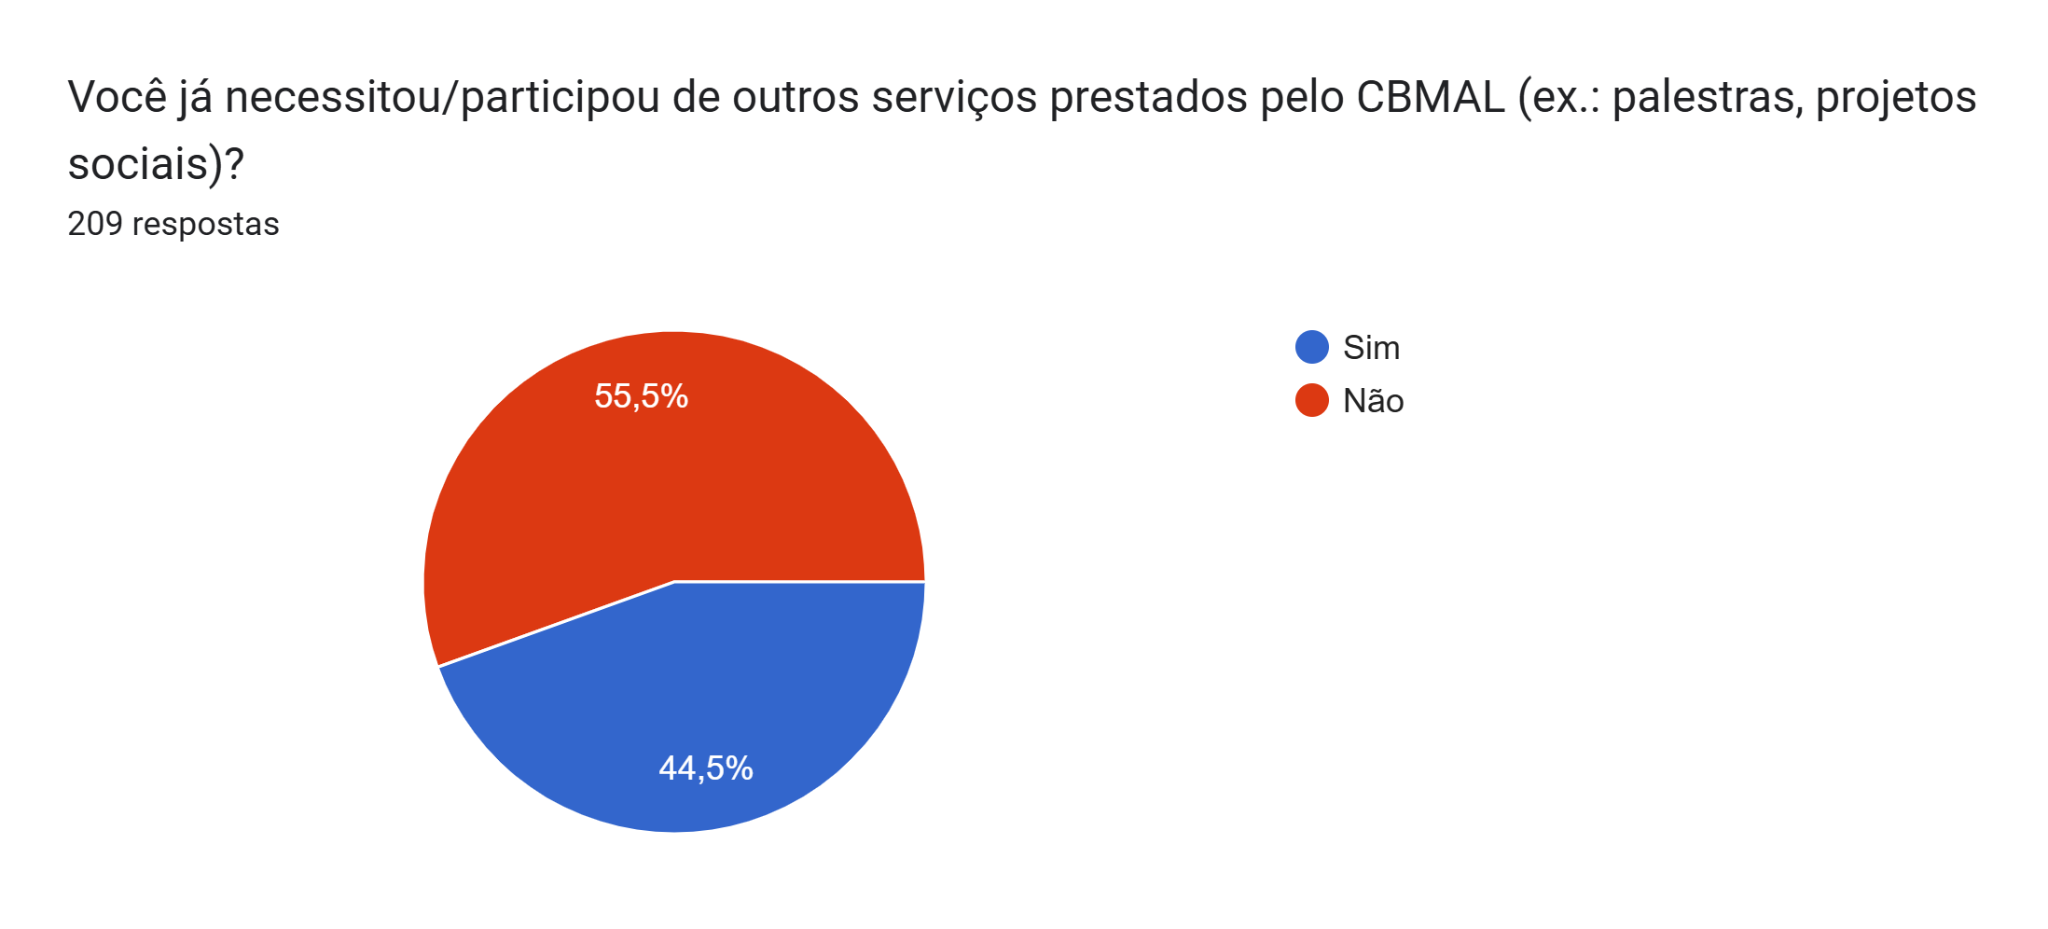 Você já necessitou/participou de outros serviços prestados pelo CBMAL (ex.: palestras, projetos
sociais)?
209 respostas
Sim
Não
55,5%
44,5%